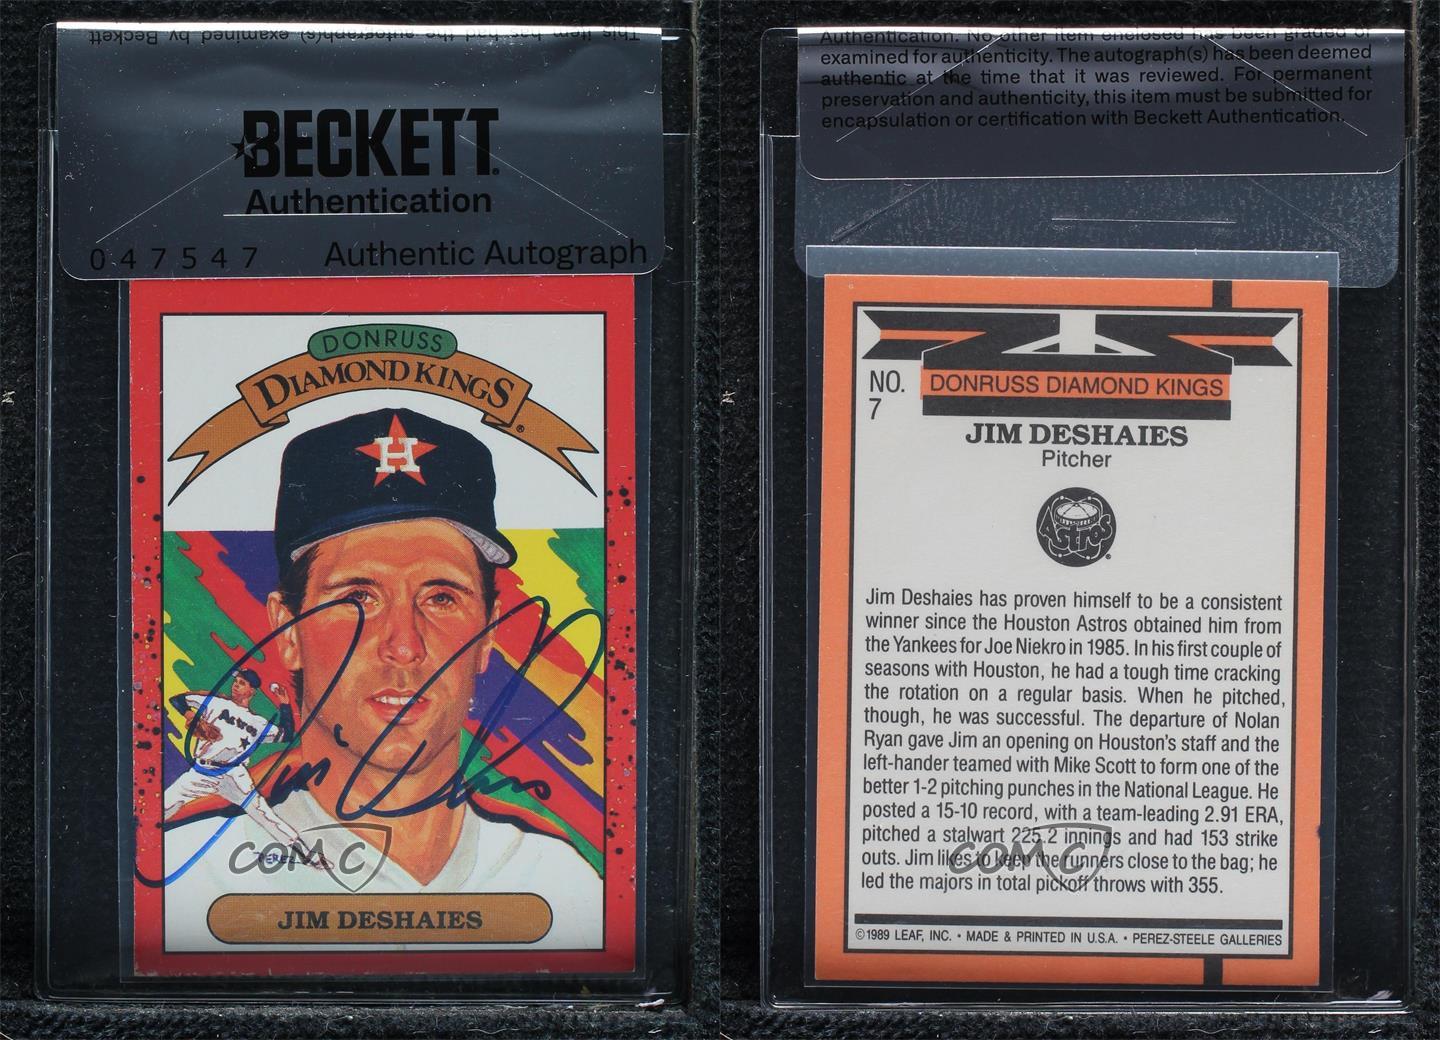 This item has had the autograph(s) examined by Beckett
BECKETT®
Authentication
047547 Authentic Autograph
DONRUSS
DIAMOND KINGS®
H
Astros
PEREZ
COMC
JIM DESHAIES
Authentication. No other item enclosed has been graded or
examined for authenticity. The autograph(s) has been deemed
authentic at the time that it was reviewed. For permanent
preservation and authenticity, this item must be submitted for
encapsulation or certification with Beckett Authentication.
NO.
7
DONRUSS DIAMOND KINGS
JIM DESHAIES
Pitcher
Astros®
Jim Deshaies has proven himself to be a consistent
winner since the Houston Astros obtained him from
the Yankees for Joe Niekro in 1985. In his first couple of
seasons with Houston, he had a tough time cracking
the rotation on a regular basis. When he pitched,
though, he was successful. The departure of Nolan
Ryan gave Jim an opening on Houston's staff and the
left-hander teamed with Mike Scott to form one of the
better 1-2 pitching punches in the National League. He
posted a 15-10 record, with a team-leading 2.91 ERA,
pitched a stalwart 225.2 innings and had 153 strike
outs. Jim likes to keep the runners close to the bag; he
led the majors in total pickoff throws with 355.
COMC
©1989 LEAF, INC. • MADE & PRINTED IN U.S.A. • PEREZ-STEELE GALLERIES